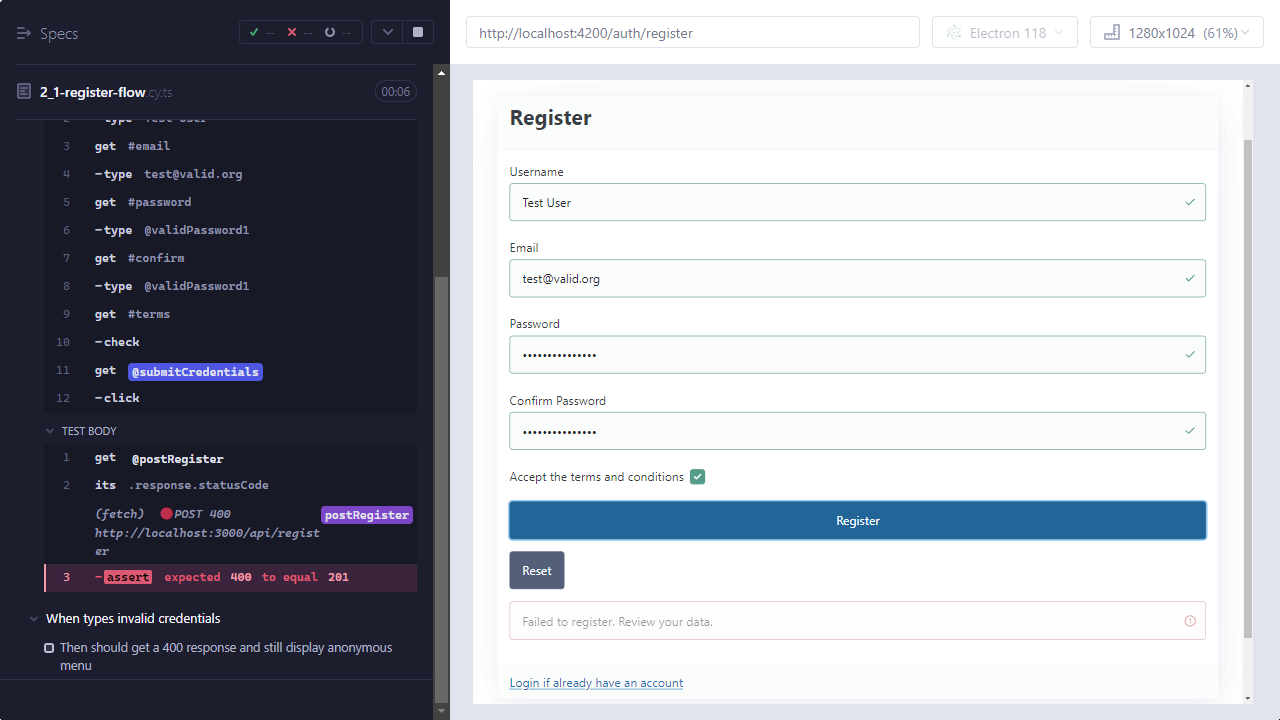 Specs
-- -- --
2_1-register-flow.cy.ts
00:06
2 -type Test User
3 get #email
4 -type test@valid.org
5 get #password
6 -type @validPassword1
7 get #confirm
8 -type @validPassword1
9 get #terms
10 -check
11 get @submitCredentials
12 -click
TEST BODY
1 get @postRegister
2 its .response.statusCode
(fetch) POST 400 postRegister
http://localhost:3000/api/regist
er
3 -assert expected 400 to equal 201
When types invalid credentials
Then should get a 400 response and still display anonymous
menu
http://localhost:4200/auth/register
Electron 118
1280x1024 (61%)
Register
Username
Test User
Email
test@valid.org
Password
•••••••••••••••
Confirm Password
•••••••••••••••
Accept the terms and conditions
Register
Reset
Failed to register. Review your data.
Login if already have an account